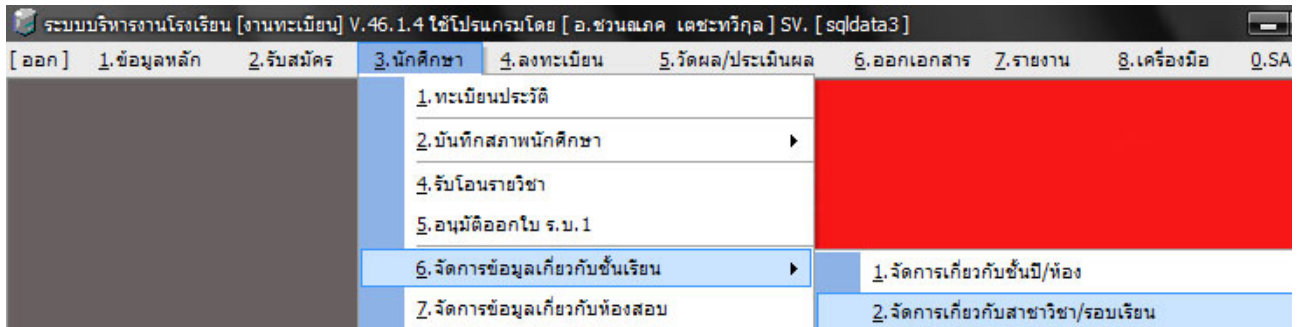 ระบบบริหารงานโรงเรียน [งานทะเบียน] V.46.1.4 ใช้โปรแกรมโดย [ อ.ชวนฌภค เตชะทวีกุล ] SV. [ sqldata3 ]
[ ออก ] 1.ข้อมูลหลัก 2.รับสมัคร 3.นักศึกษา 4.ลงทะเบียน 5.วัดผล/ประเมินผล 6.ออกเอกสาร 7.รายงาน 8.เครื่องมือ 0.SA
1.ทะเบียนประวัติ
2.บันทึกสภาพนักศึกษา
4.รับโอนรายวิชา
5.อนุมัติออกใบ ร.บ.1
6.จัดการข้อมูลเกี่ยวกับชั้นเรียน
1.จัดการเกี่ยวกับชั้นปี/ห้อง
7.จัดการข้อมูลเกี่ยวกับห้องสอบ
2.จัดการเกี่ยวกับสาขาวิชา/รอบเรียน